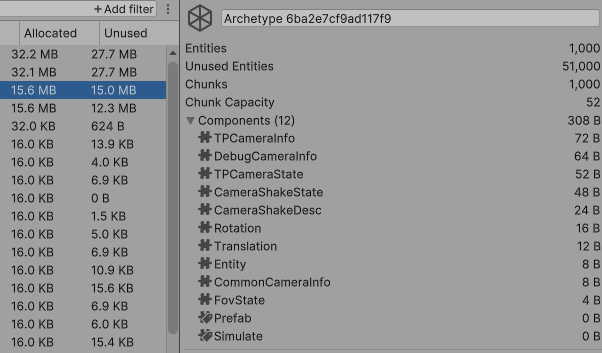 + Add filter
Allocated Unused
32.2 MB 27.7 MB
32.1 MB 27.7 MB
15.6 MB 15.0 MB
15.6 MB 12.3 MB
32.0 KB 624 B
16.0 KB 13.9 KB
16.0 KB 4.0 KB
16.0 KB 6.9 KB
16.0 KB 0 B
16.0 KB 1.5 KB
16.0 KB 5.0 KB
16.0 KB 6.9 KB
16.0 KB 10.9 KB
16.0 KB 15.6 KB
16.0 KB 6.9 KB
16.0 KB 6.0 KB
16.0 KB 15.4 KB
Archetype 6ba2e7cf9ad117f9
Entities 1,000
Unused Entities 51,000
Chunks 1,000
Chunk Capacity 52
Components (12) 308 B
TPCameraInfo 72 B
DebugCameraInfo 64 B
TPCameraState 52 B
CameraShakeState 48 B
CameraShakeDesc 24 B
Rotation 16 B
Translation 12 B
Entity 8 B
CommonCameraInfo 8 B
FovState 4 B
Prefab 0 B
Simulate 0 B